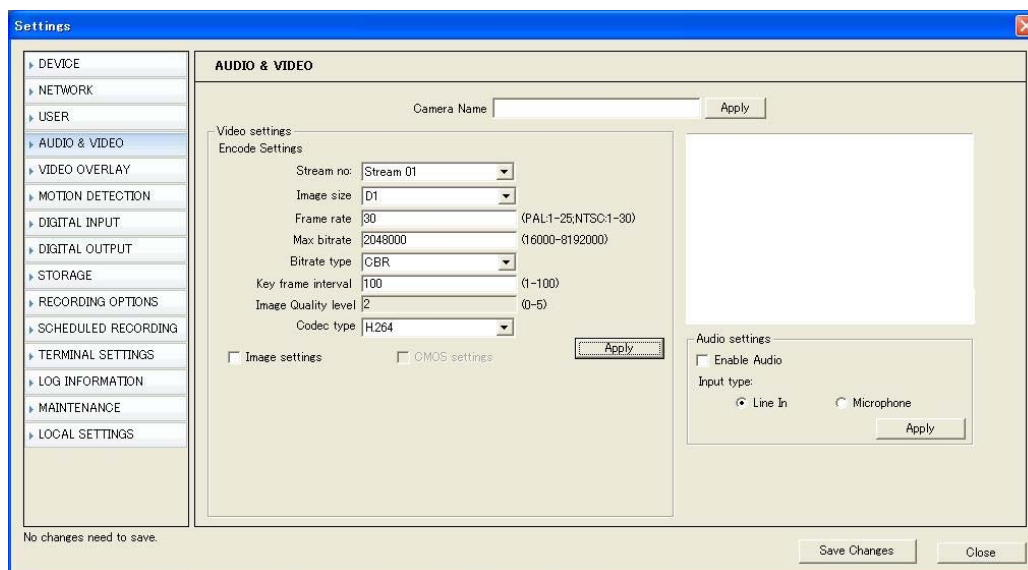 Settings
DEVICE
NETWORK
USER
AUDIO & VIDEO
VIDEO OVERLAY
MOTION DETECTION
DIGITAL INPUT
DIGITAL OUTPUT
STORAGE
RECORDING OPTIONS
SCHEDULED RECORDING
TERMINAL SETTINGS
LOG INFORMATION
MAINTENANCE
LOCAL SETTINGS
AUDIO & VIDEO
Camera Name Apply
Video settings
Encode Settings
Stream no: Stream 01
Image size D1
Frame rate 30 (PAL:1-25;NTSC:1-30)
Max bitrate 2048000 (16000-8192000)
Bitrate type CBR
Key frame interval 100 (1-100)
Image Quality level 2 (0-5)
Codec type H.264
Image settings CMOS settings Apply
Audio settings
Enable Audio
Input type:
Line In Microphone
Apply
No changes need to save.
Save Changes Close